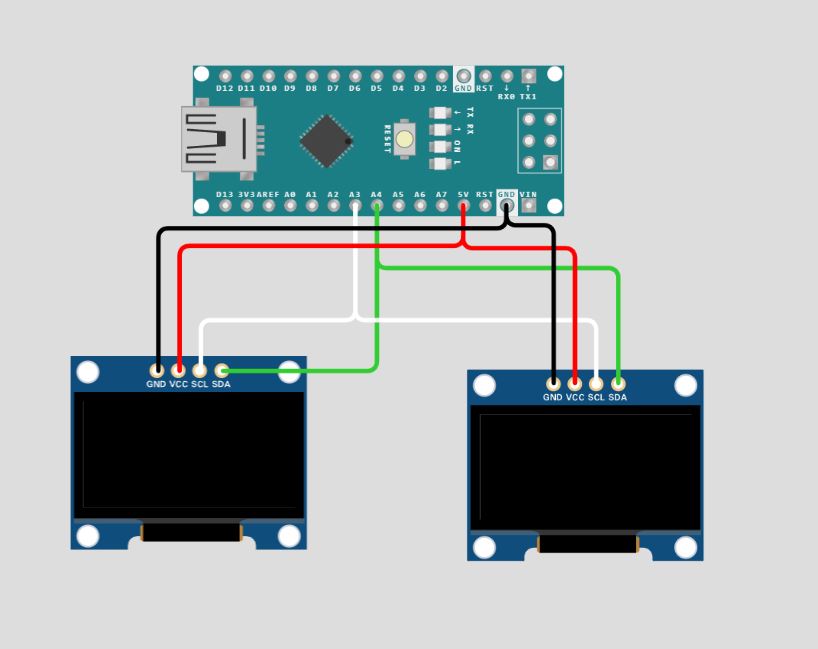 D12 D11 D10 D9 D8 D7 D6 D5 D4 D3 D2 GND RST ↓ ↑
RX0 TX1
RESET
← TX
→ RX
ON
L
D13 3V3 AREF A0 A1 A2 A3 A4 A5 A6 A7 5V RST GND VIN
GND VCC SCL SDA
GND VCC SCL SDA